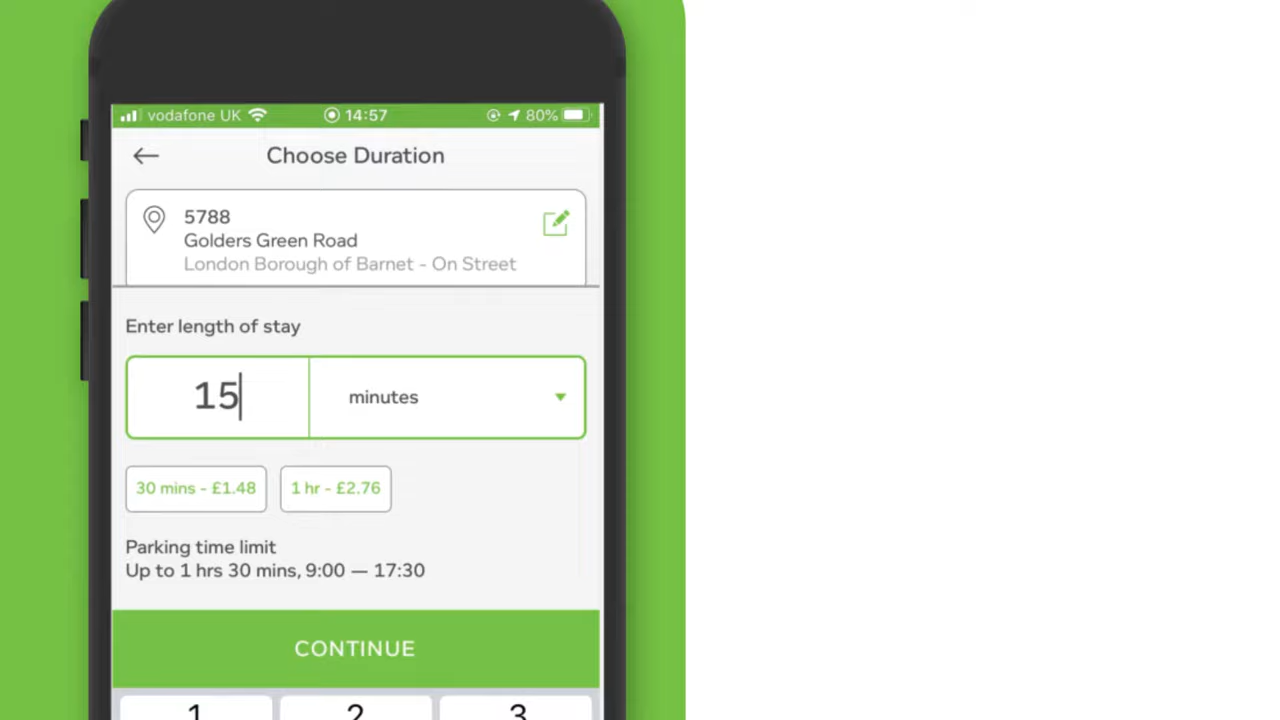 vodafone UK 14:57 80%
Choose Duration
5788
Golders Green Road
London Borough of Barnet - On Street
Enter length of stay
15 minutes
30 mins - £1.48 1 hr - £2.76
Parking time limit
Up to 1 hrs 30 mins, 9:00 — 17:30
CONTINUE
1 2 3